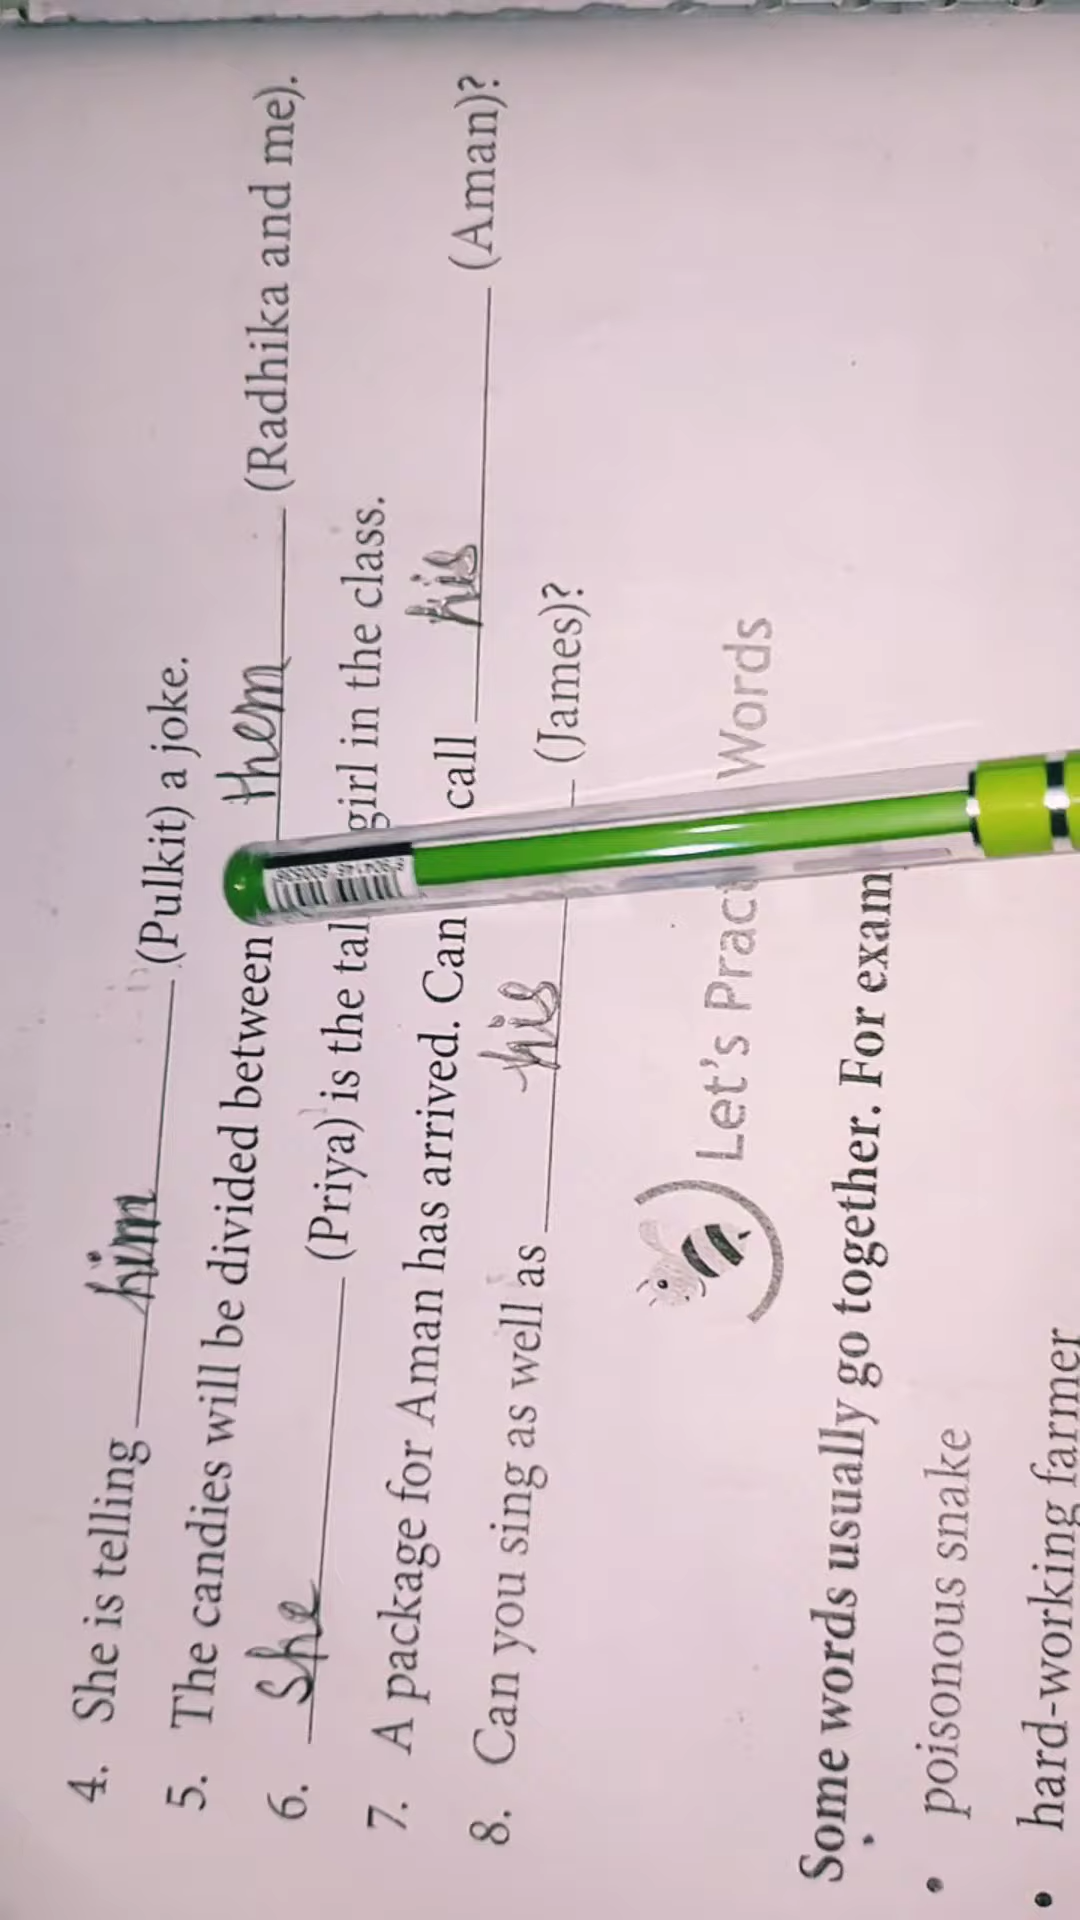 4. She is telling him (Pulkit) a joke.
5. The candies will be divided between them (Radhika and me).
6. She (Priya) is the tal girl in the class.
7. A package for Aman has arrived. Can call his (Aman)?
8. Can you sing as well as his (James)?
Let's Prac Words
Some words usually go together. For exam
• poisonous snake
• hard-working farmer